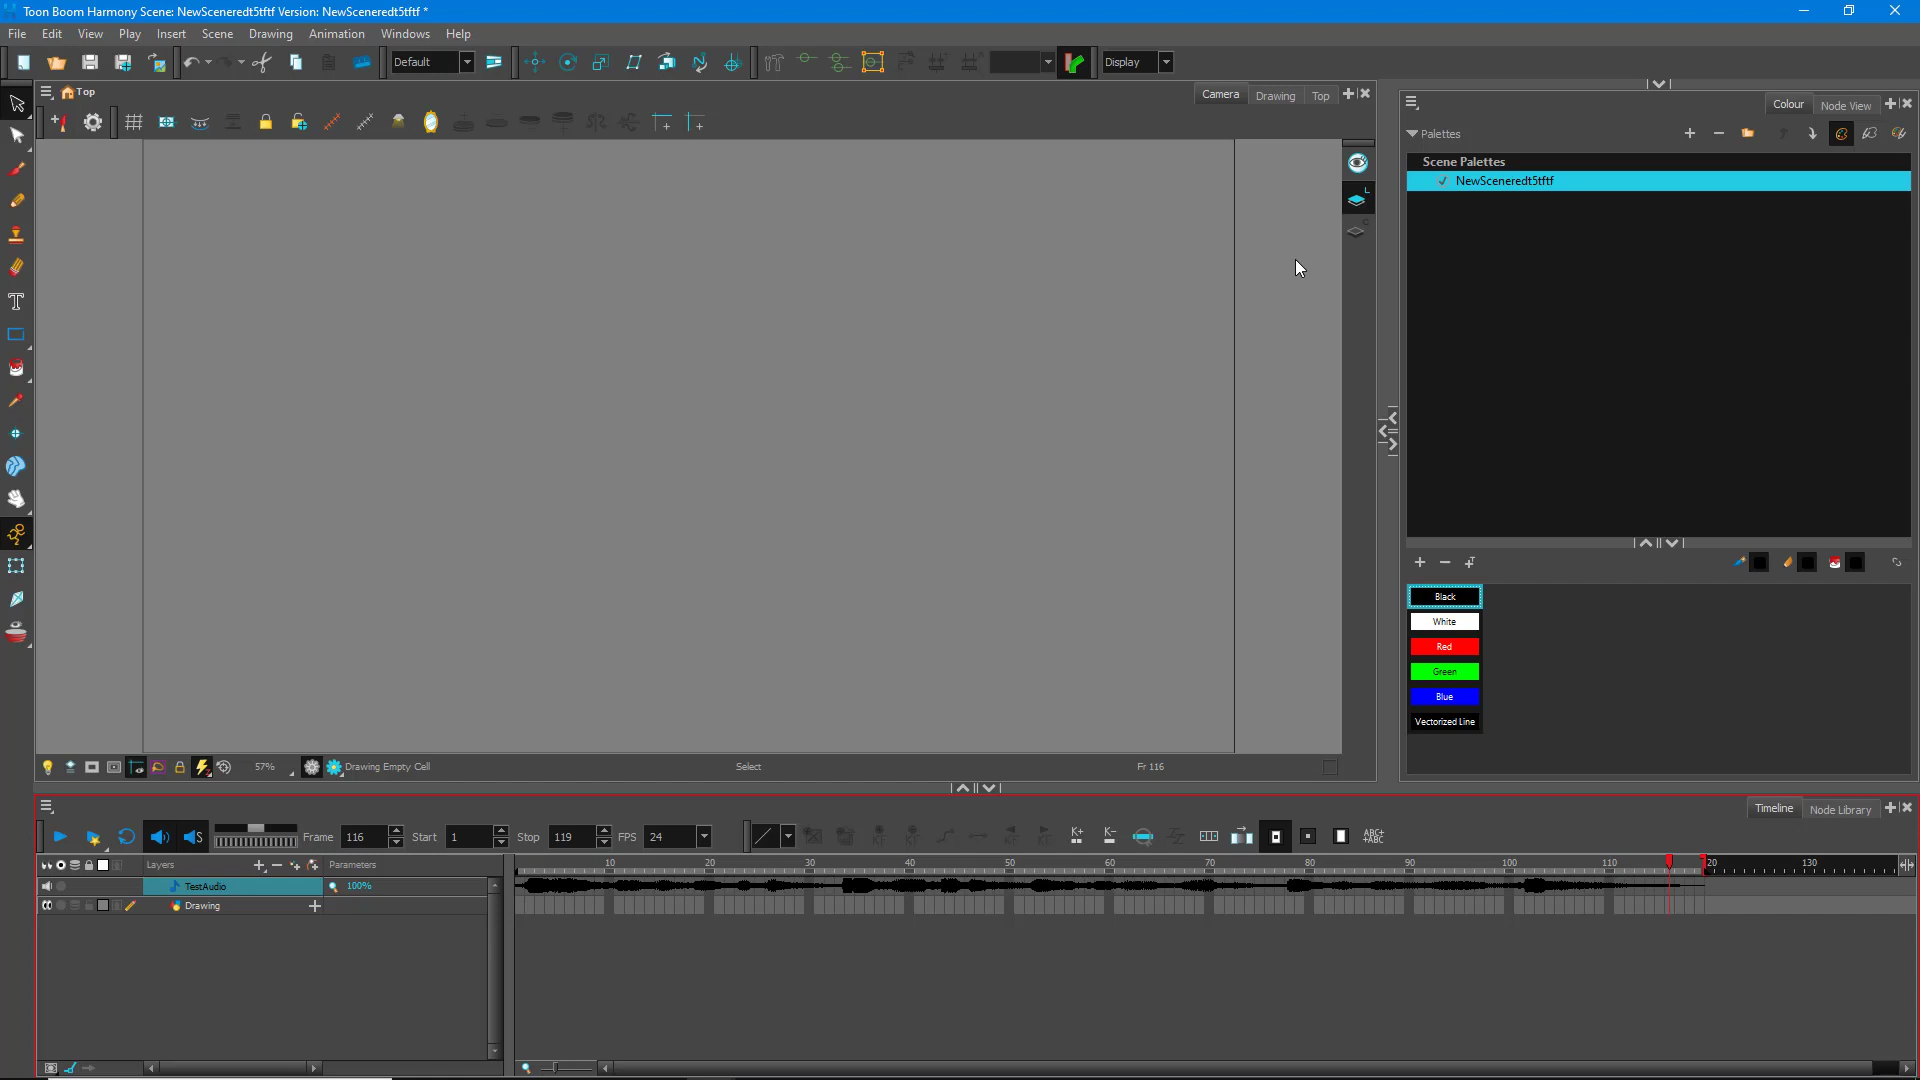 Toon Boom Harmony Scene: NewSceneredt5tftf Version: NewSceneredt5tftf *
File Edit View Play Insert Scene Drawing Animation Windows Help
Default Display
Top Camera Drawing Top
Colour Node View
Palettes
Scene Palettes
NewSceneredt5tftf
Black
White
Red
Green
Blue
Vectorized Line
57% Drawing Empty Cell Select Fr 116
Timeline Node Library
Frame 116 Start 1 Stop 119 FPS 24
Layers Parameters 10 20 30 40 50 60 70 80 90 100 110 20 130
TestAudio 100%
Drawing